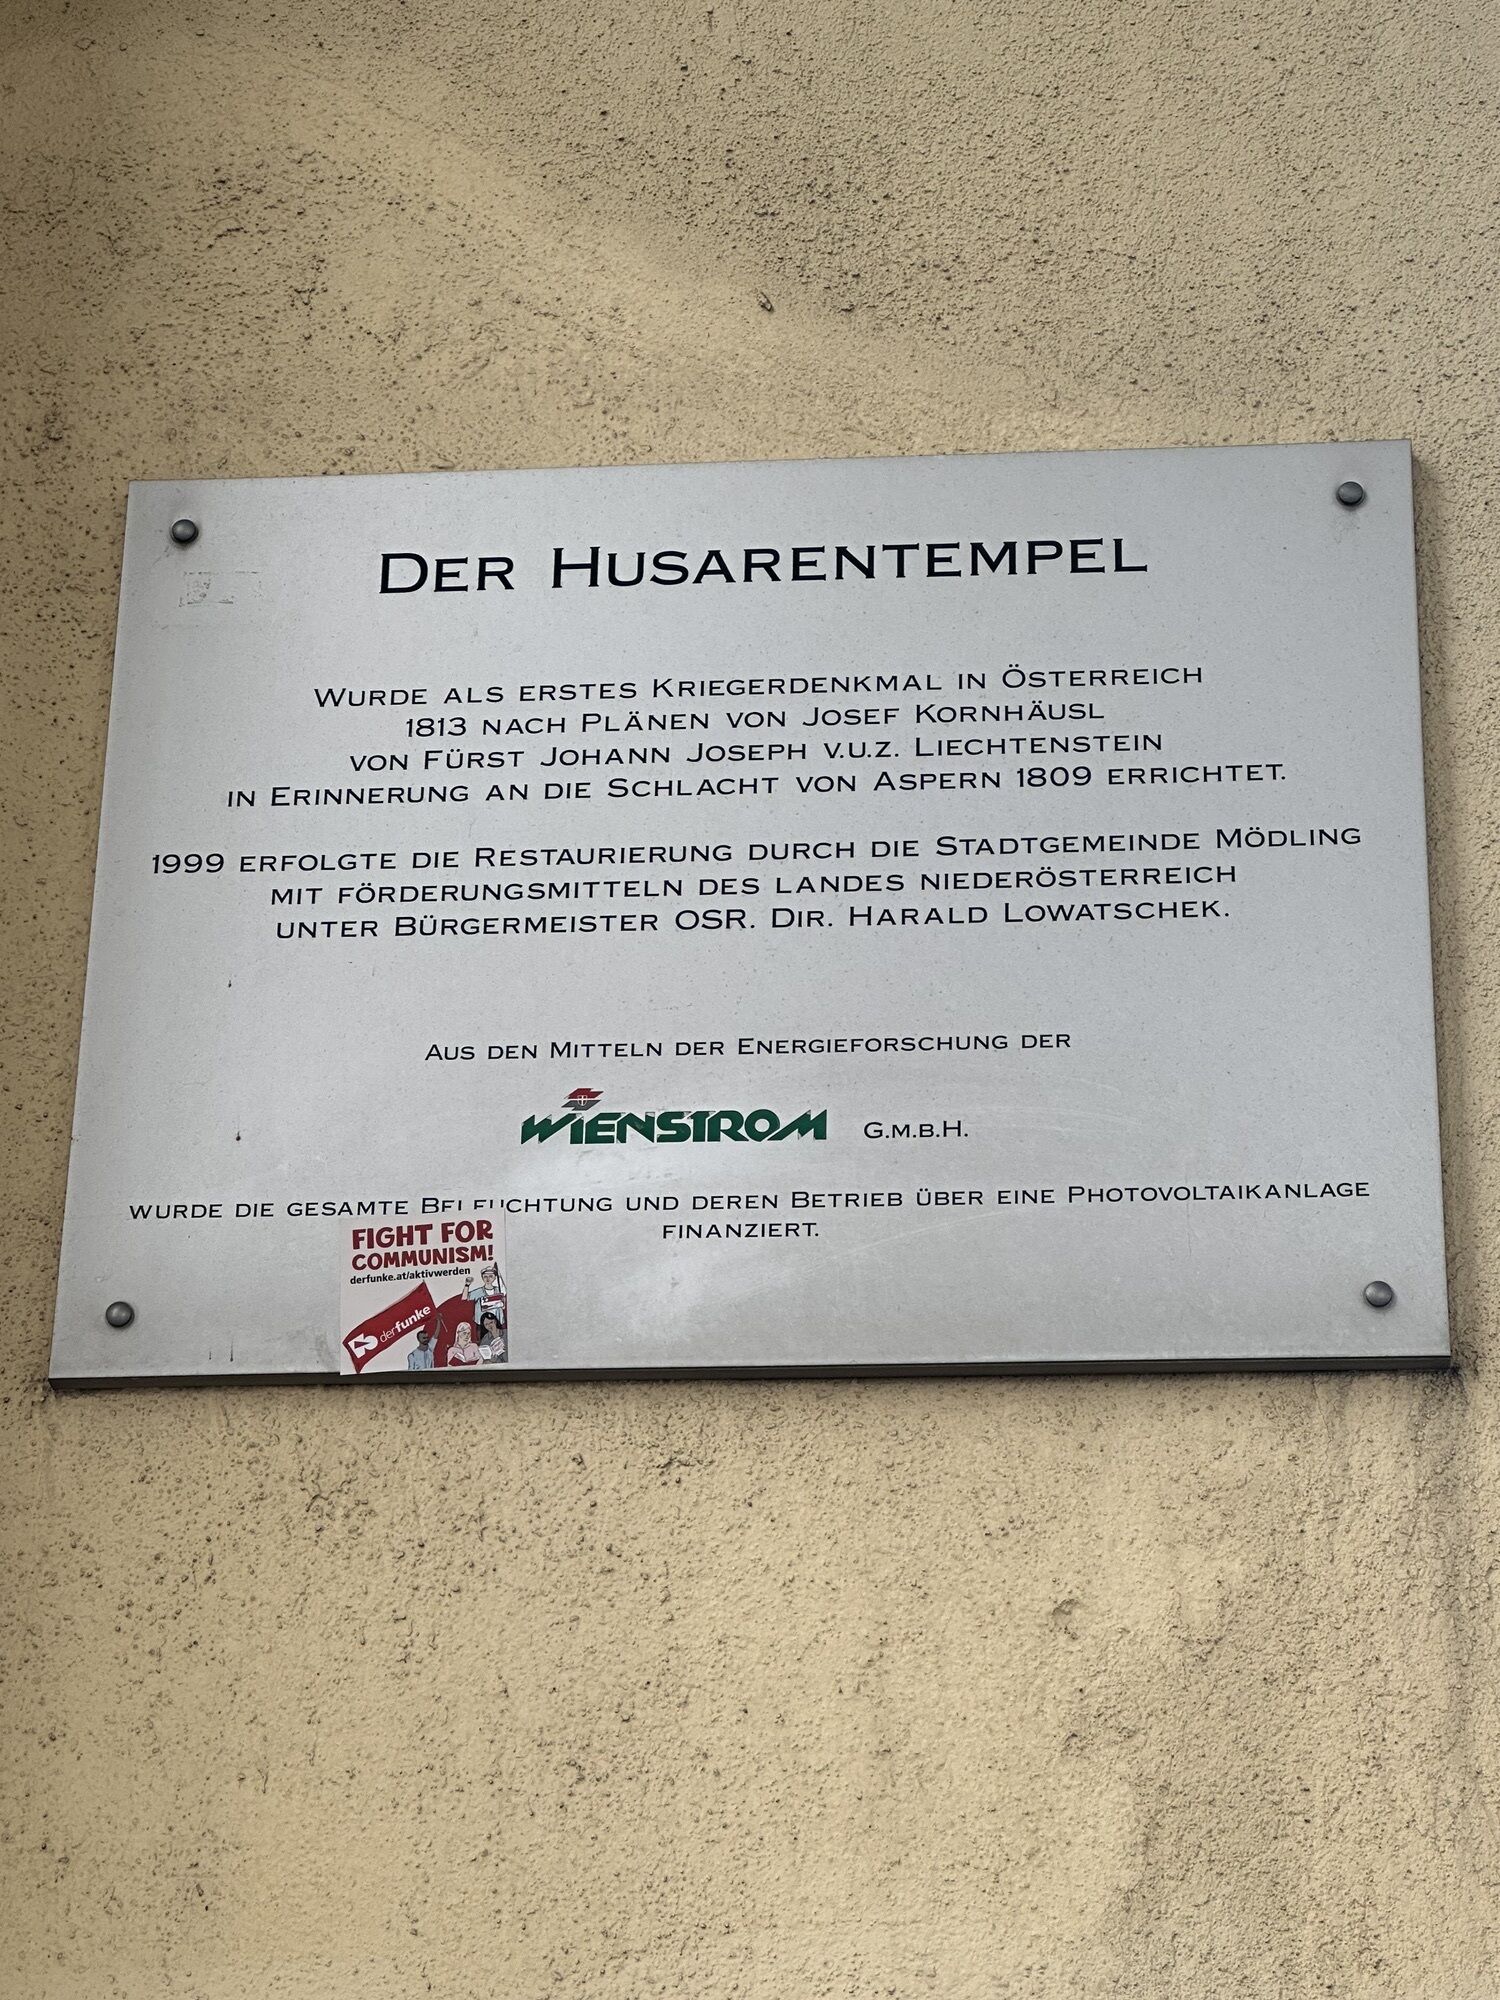 Der Husarentempel
Wurde als erstes Kriegerdenkmal in Österreich
1813 nach Plänen von Josef Kornhäusl
von Fürst Johann Joseph v.u.z. Liechtenstein
in Erinnerung an die Schlacht von Aspern 1809 errichtet.
1999 erfolgte die Restaurierung durch die Stadtgemeinde Mödling
mit Förderungsmitteln des Landes Niederösterreich
unter Bürgermeister OSR. Dir. Harald Lowatschek.
Aus den Mitteln der Energieforschung der
WIENSTROM G.m.b.H.
wurde die gesamte Beleuchtung und deren Betrieb über eine Photovoltaikanlage
finanziert.
FIGHT FOR
COMMUNISM!
derfunke.at/aktivwerden
derfunke